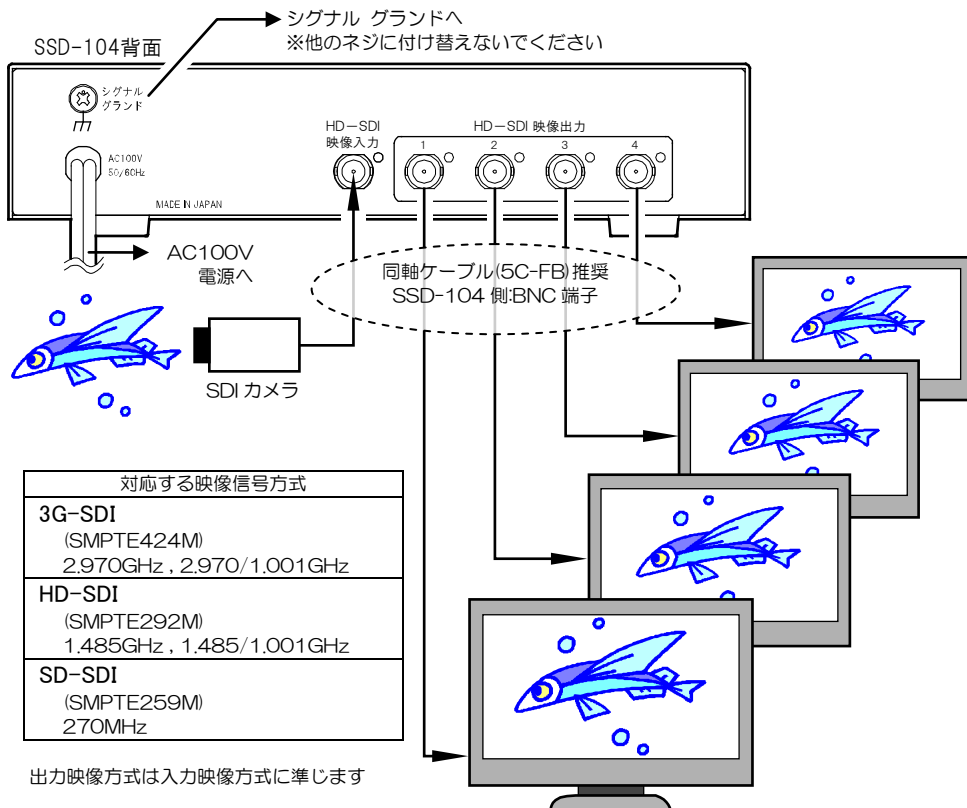 シグナル グランドへ
※他のネジに付け替えないでください
SSD-104背面
シグナル
グランド
AC100V
50/60Hz
MADE IN JAPAN
HD－SDI
映像入力
HD－SDI 映像出力
1 2 3 4
AC100V
電源へ
同軸ケーブル(5C-FB)推奨
SSD-104 側:BNC 端子
SDI カメラ
対応する映像信号方式
3G-SDI
(SMPTE424M)
2.970GHz , 2.970/1.001GHz
HD-SDI
(SMPTE292M)
1.485GHz , 1.485/1.001GHz
SD-SDI
(SMPTE259M)
270MHz
出力映像方式は入力映像方式に準じます